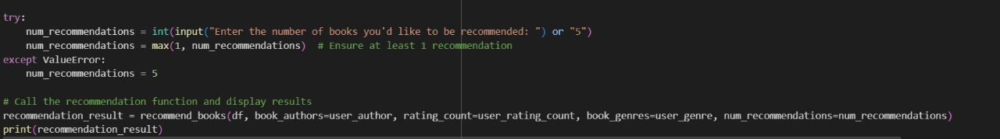 try:
    num_recommendations = int(input("Enter the number of books you'd like to be recommended: ") or "5")
    num_recommendations = max(1, num_recommendations)  # Ensure at least 1 recommendation
except ValueError:
    num_recommendations = 5
# Call the recommendation function and display results
recommendation_result = recommend_books(df, book_authors=user_author, rating_count=user_rating_count, book_genres=user_genre, num_recommendations=num_recommendations)
print(recommendation_result)